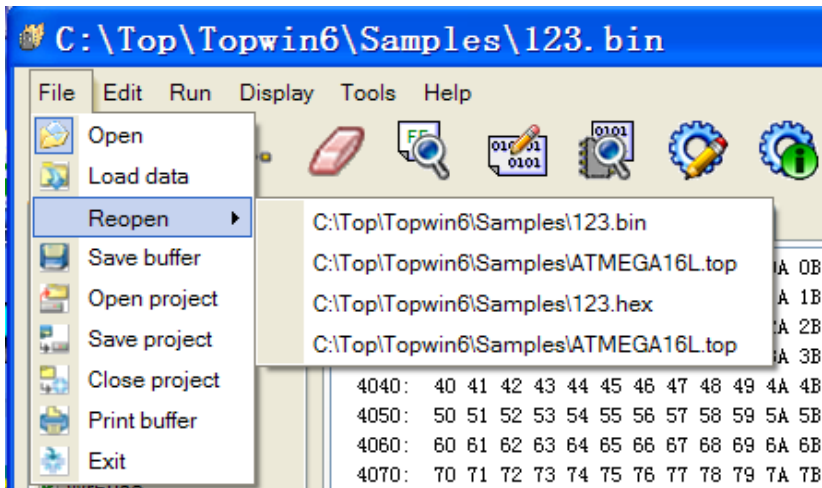 C:\Top\Topwin6\Samples\123.bin
File Edit Run Display Tools Help
Open
Load data
Reopen
Save buffer
Open project
Save project
Close project
Print buffer
Exit
C:\Top\Topwin6\Samples\123.bin
C:\Top\Topwin6\Samples\ATMEGA16L.top
C:\Top\Topwin6\Samples\123.hex
C:\Top\Topwin6\Samples\ATMEGA16L.top
0B
1B
2B
3B
4040: 40 41 42 43 44 45 46 47 48 49 4A 4B
4050: 50 51 52 53 54 55 56 57 58 59 5A 5B
4060: 60 61 62 63 64 65 66 67 68 69 6A 6B
4070: 70 71 72 73 74 75 76 77 78 79 7A 7B